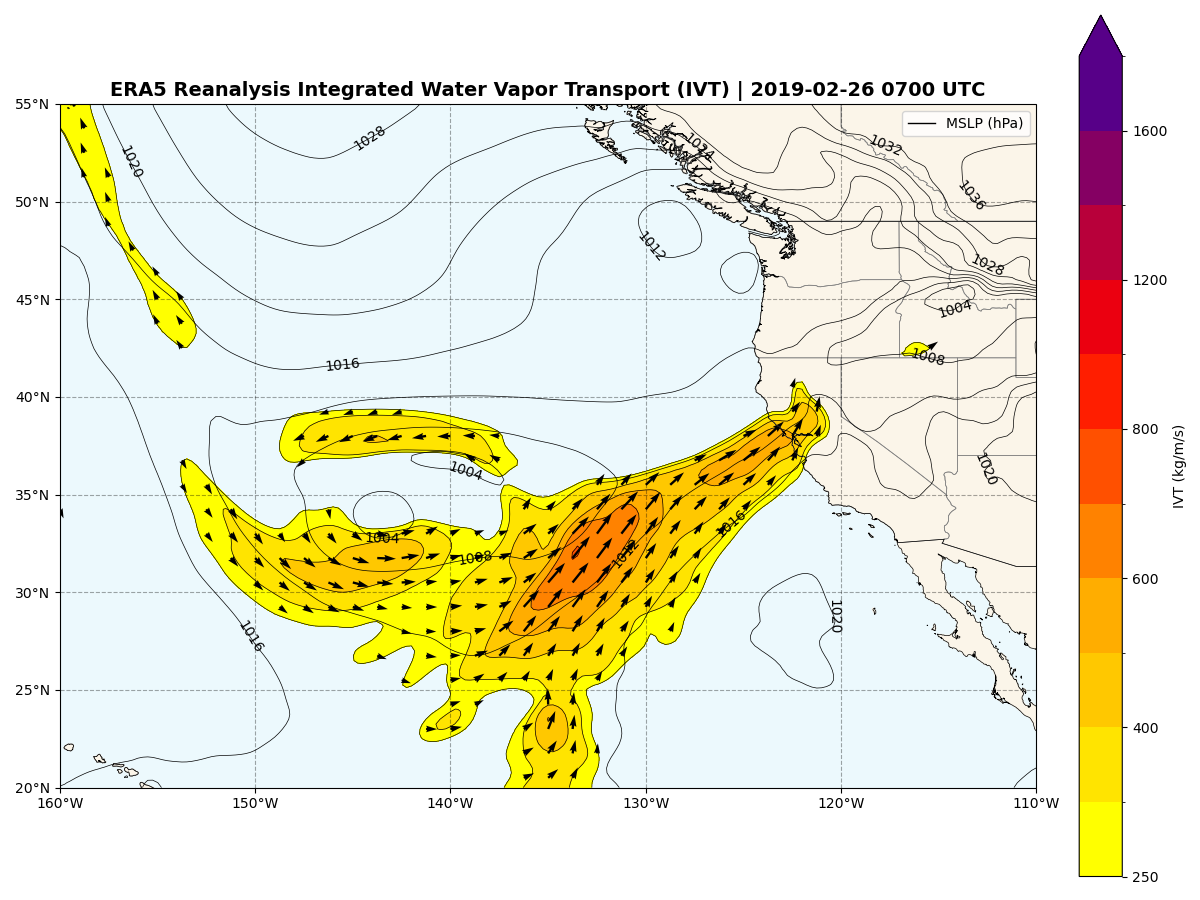 ERA5 Reanalysis Integrated Water Vapor Transport (IVT) | 2019-02-26 0700 UTC
MSLP (hPa)
55°N
50°N
45°N
40°N
35°N
30°N
25°N
20°N
160°W
150°W
140°W
130°W
120°W
110°W
1028
1020
1024
1032
1036
1012
1028
1004
1008
1016
1004
1020
1004
1008
1012
1016
1016
1020
1600
1200
800
600
400
250
IVT (kg/m/s)